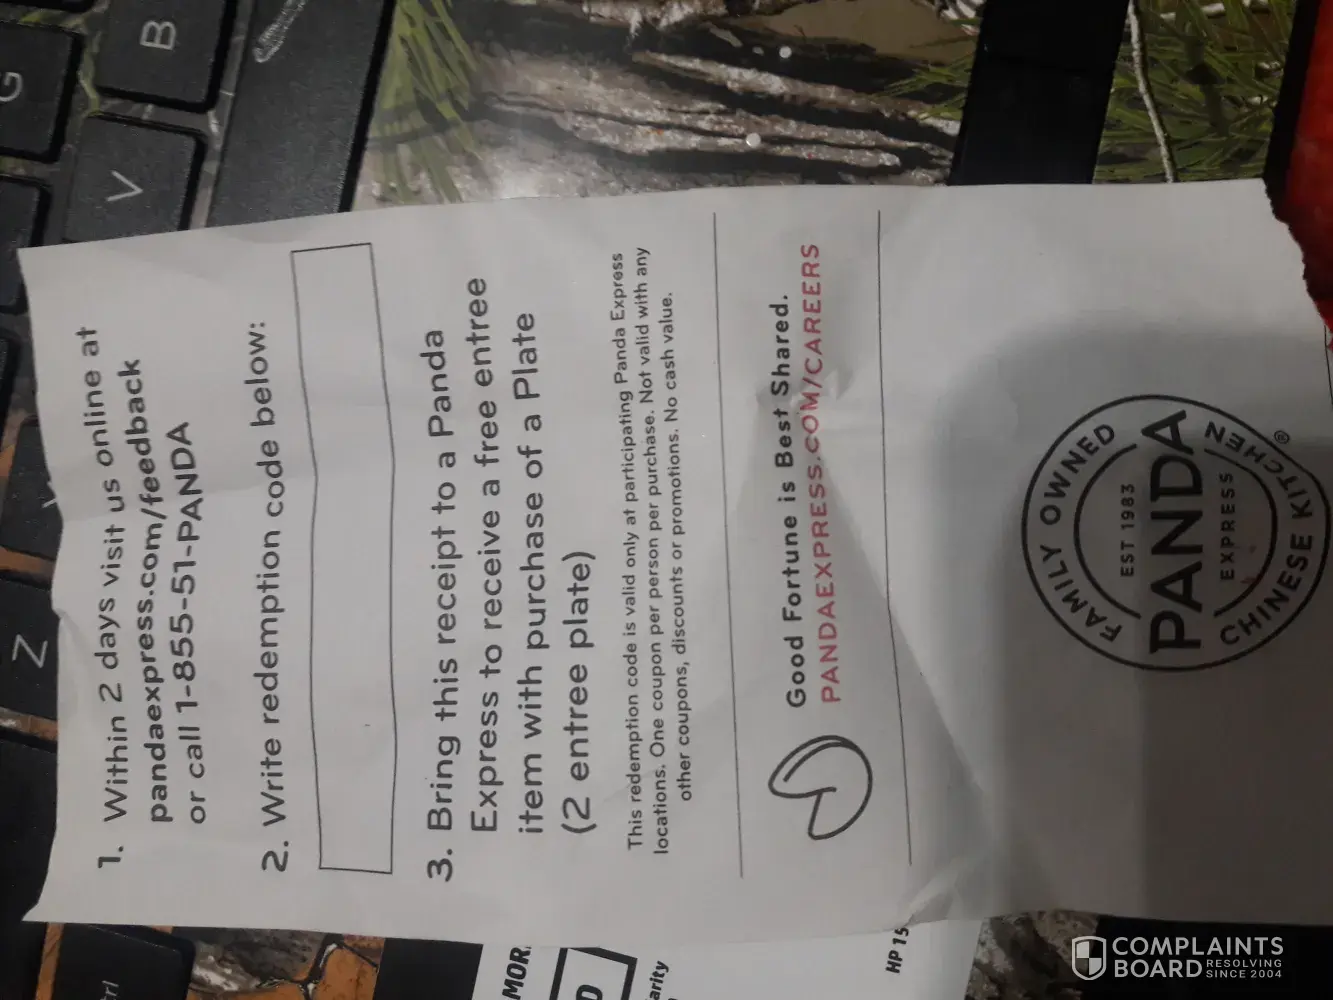 1. Within 2 days visit us online at
pandaexpress.com/feedback
or call 1-855-51-PANDA
2. Write redemption code below:
3. Bring this receipt to a Panda
Express to receive a free entree
item with purchase of a Plate
(2 entree plate)
This redemption code is valid only at participating Panda Express
locations. One coupon per person per purchase. Not valid with any
other coupons, discounts or promotions. No cash value.
Good Fortune is Best Shared.
PANDAEXPRESS.COM/CAREERS
FAMILY OWNED
EST 1983
PANDA
EXPRESS
CHINESE KITCHEN
®
G
B
V
Z
HP 15
COMPLAINTS
BOARD
RESOLVING
SINCE 2004